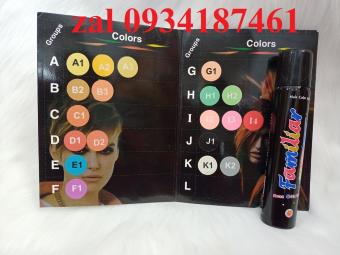 zal 0934187461
Groups Colors
A A1 A2 A3
B B2 B3
C C1
D D1 D2
E E1
F F1
Groups Colors
G G1
H H1 H2
I I3 I4
J J1
K K1 K2
L
Familiar